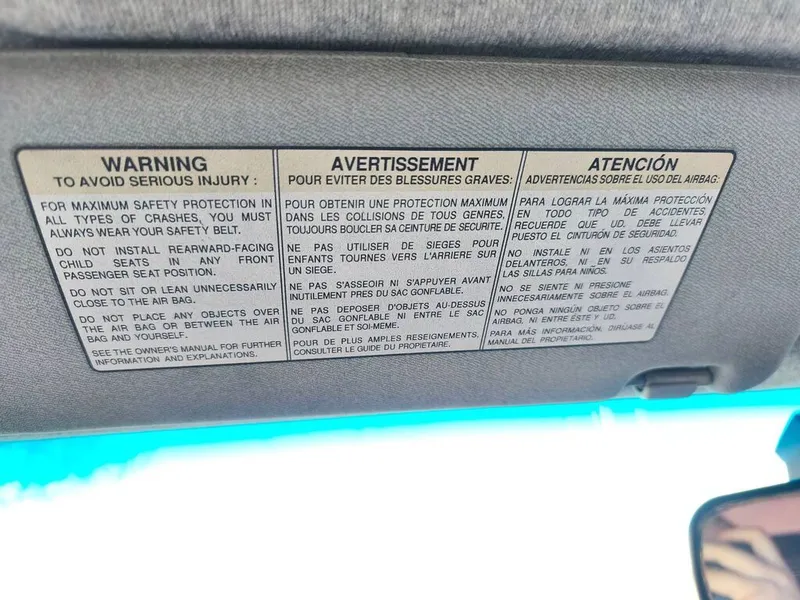 WARNING
TO AVOID SERIOUS INJURY :
FOR MAXIMUM SAFETY PROTECTION IN
ALL TYPES OF CRASHES, YOU MUST
ALWAYS WEAR YOUR SAFETY BELT.
DO NOT INSTALL REARWARD-FACING
CHILD SEATS IN ANY FRONT
PASSENGER SEAT POSITION.
DO NOT SIT OR LEAN UNNECESSARILY
CLOSE TO THE AIR BAG.
DO NOT PLACE ANY OBJECTS OVER
THE AIR BAG OR BETWEEN THE AIR
BAG AND YOURSELF.
SEE THE OWNER'S MANUAL FOR FURTHER
INFORMATION AND EXPLANATIONS.
AVERTISSEMENT
POUR EVITER DES BLESSURES GRAVES:
POUR OBTENIR UNE PROTECTION MAXIMUM
DANS LES COLLISIONS DE TOUS GENRES,
TOUJOURS BOUCLER SA CEINTURE DE SECURITE.
NE PAS UTILISER DE SIEGES POUR
ENFANTS TOURNES VERS L'ARRIERE SUR
UN SIEGE.
NE PAS S'ASSEOIR NI S'APPUYER AVANT
INUTILEMENT PRES DU SAC GONFLABLE.
NE PAS DEPOSER D'OBJETS AU-DESSUS
DU SAC GONFLABLE NI ENTRE LE SAC
GONFLABLE ET SOI-MEME.
POUR DE PLUS AMPLES RESEIGNEMENTS,
CONSULTER LE GUIDE DU PROPIETAIRE.
ATENCIÓN
ADVERTENCIAS SOBRE EL USO DEL AIRBAG:
PARA LOGRAR LA MÁXIMA PROTECCIÓN
EN TODO TIPO DE ACCIDENTES,
RECUERDE QUE UD. DEBE LLEVAR
PUESTO EL CINTURÓN DE SEGURIDAD.
NO INSTALE NI EN LOS ASIENTOS
DELANTEROS, NI EN SU RESPALDO
LAS SILLAS PARA NIÑOS.
NO SE SIENTE NI PRESIONE
INNECESARIAMENTE SOBRE EL AIRBAG.
NO PONGA NINGÚN OBJETO SOBRE EL
AIRBAG, NI ENTRE ÉSTE Y UD.
PARA MÁS INFORMACIÓN, DIRÍJASE AL
MANUAL DEL PROPIETARIO.